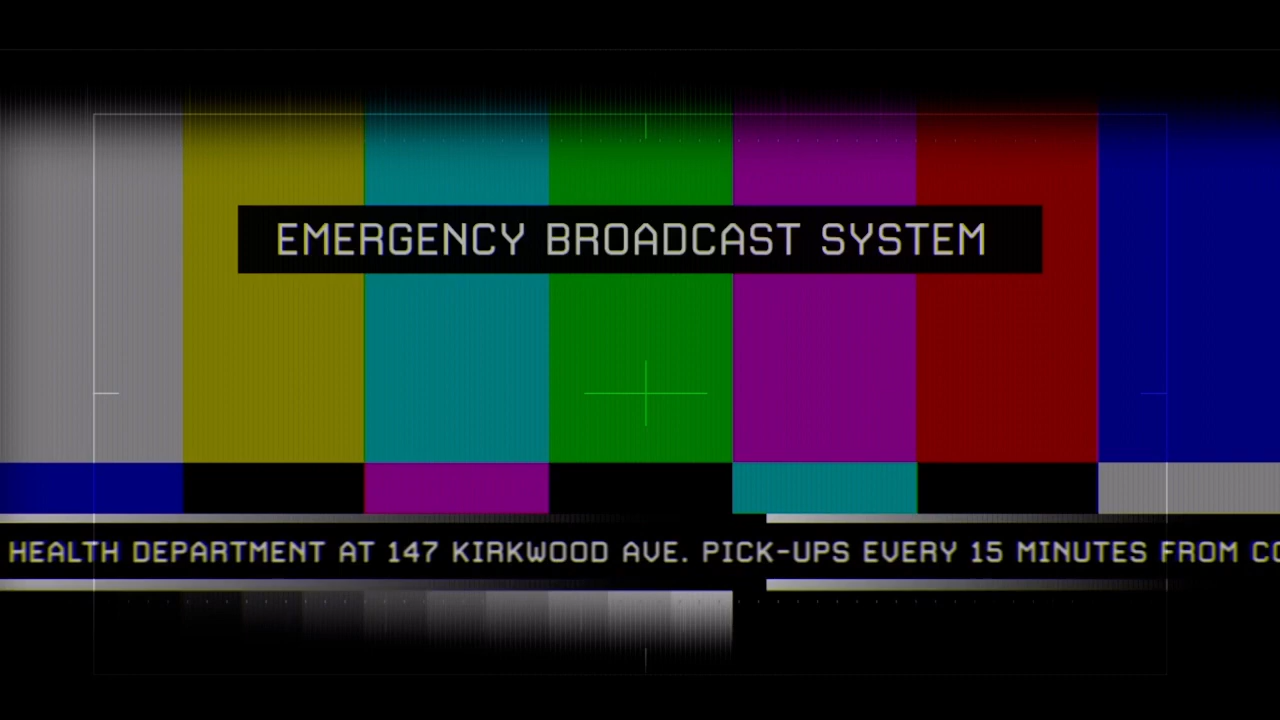 EMERGENCY BROADCAST SYSTEM
HEALTH DEPARTMENT AT 147 KIRKWOOD AVE. PICK-UPS EVERY 15 MINUTES FROM